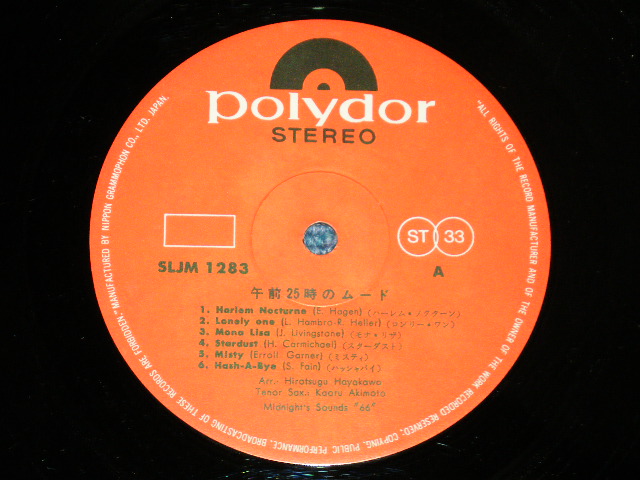 polydor
STEREO
ST 33
SLJM 1283
A
午前25時のムード
1. Harlem Nocturne (E. Hagen) (ハーレム・ノクターン)
2. Lonely one (L. Hambro-R. Heller) (ロンリー・ワン)
3. Mona Lisa (J. Livingstone) (モナ・リザ)
4. Stardust (H. Carmichael) (スターダスト)
5. Misty (Erroll Garner) (ミスティ)
6. Hash-A-Bye (S. Fain) (ハッシャバイ)
Arr.: Hirotsugu Hayakawa
Tenor Sax.: Kaoru Akimoto
Midnight's Sounds "66"
"ALL RIGHTS OF THE RECORD MANUFACTURER AND OF THE OWNER OF THE WORK RECORDED RESERVED. COPYING, PUBLIC PERFORMANCE, BROADCASTING OF THESE RECORDS ARE FORBIDDEN." MANUFACTURED BY NIPPON GRAMMOPHON CO., LTD. JAPAN.